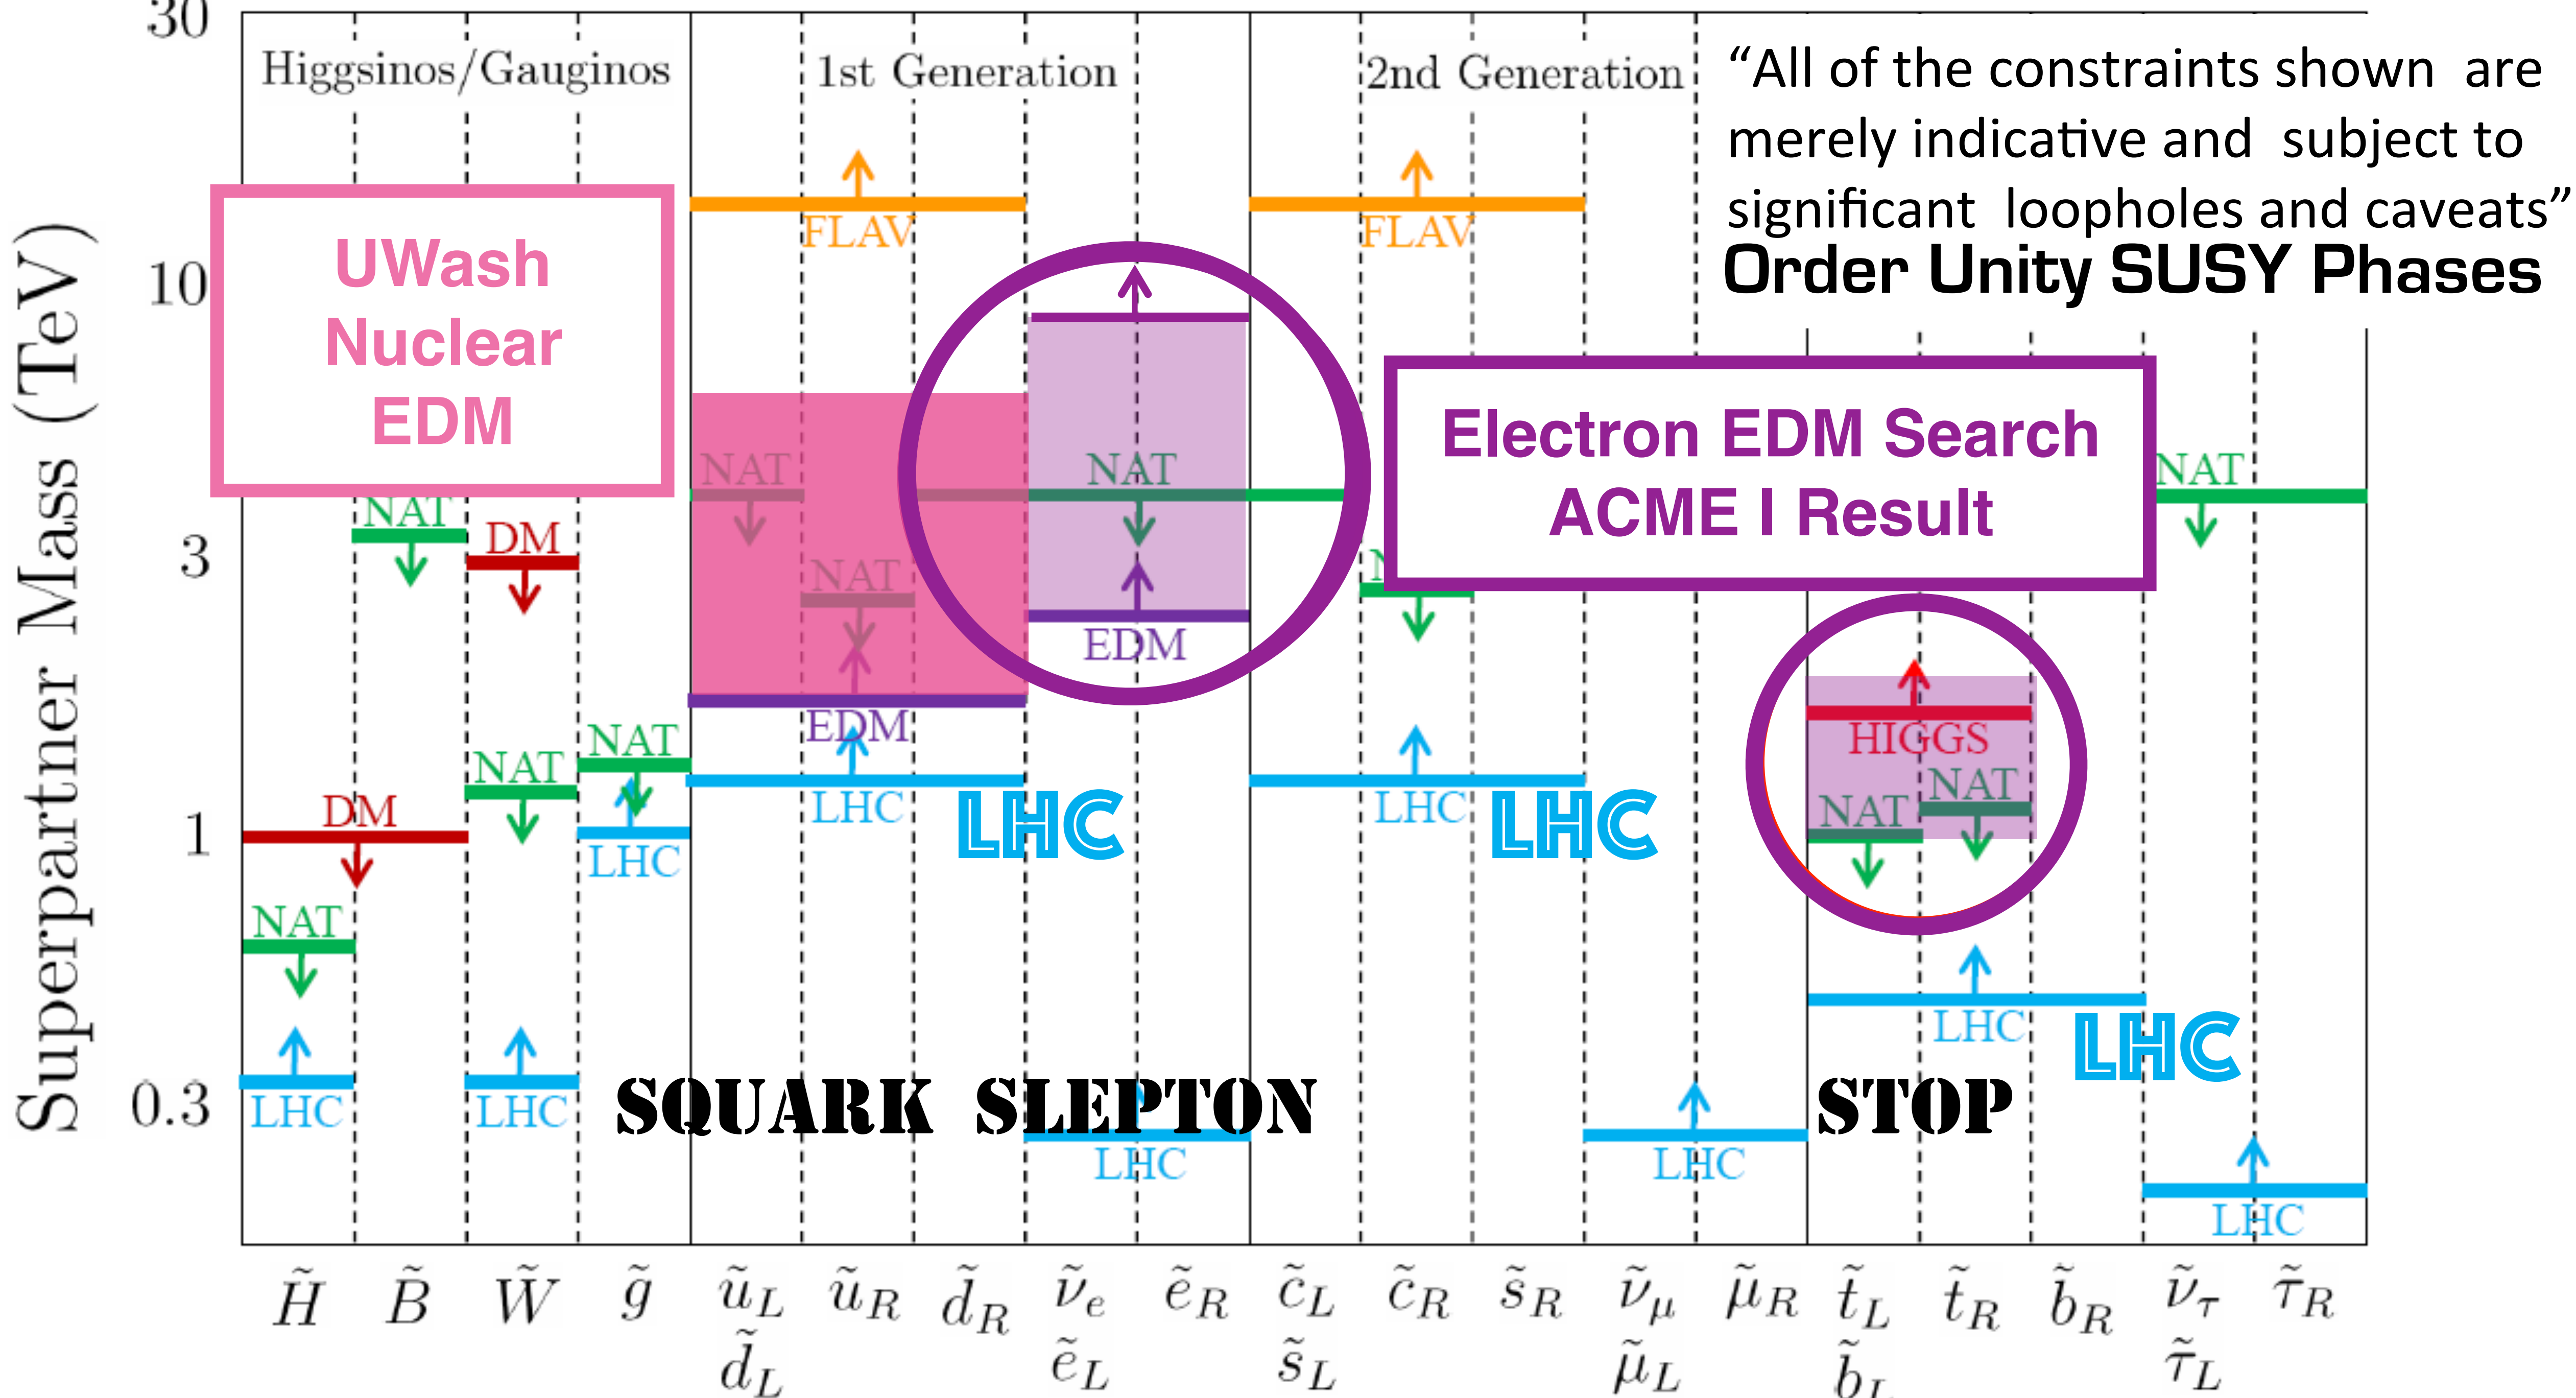 30
Higgsinos/Gauginos
1st Generation
2nd Generation
“All of the constraints shown are
merely indicative and subject to
significant loopholes and caveats”
Order Unity SUSY Phases
FLAV
FLAV
UWash
Nuclear
EDM
10
Superpartner Mass (TeV)
Electron EDM Search
ACME I Result
NAT
NAT
NAT
NAT
DM
3
NAT
EDM
EDM
HIGGS
NAT
NAT
NAT
NAT
DM
1
LHC
LHC
LHC
LHC
LHC
NAT
NAT
LHC
LHC
LHC
LHC
0.3
SQUARK SLEPTON
STOP
LHC
LHC
LHC
H̃ B̃ W̃ g̃ ũL ũR d̃R ν̃e ẽR c̃L c̃R s̃R ν̃μ μ̃R t̃L t̃R b̃R ν̃τ τ̃R
d̃L ẽL s̃L μ̃L b̃L τ̃L